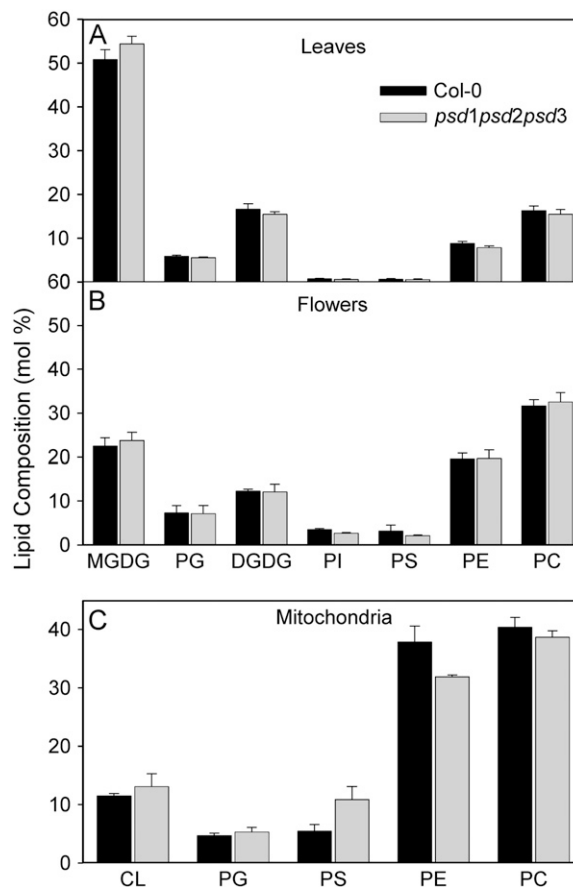 A
Leaves
Col-0
psd1psd2psd3
60
50
40
30
20
10
60
B
Flowers
50
40
30
20
10
0
Lipid Composition (mol %)
MGDG PG DGDG PI PS PE PC
C
Mitochondria
40
30
20
10
0
CL PG PS PE PC